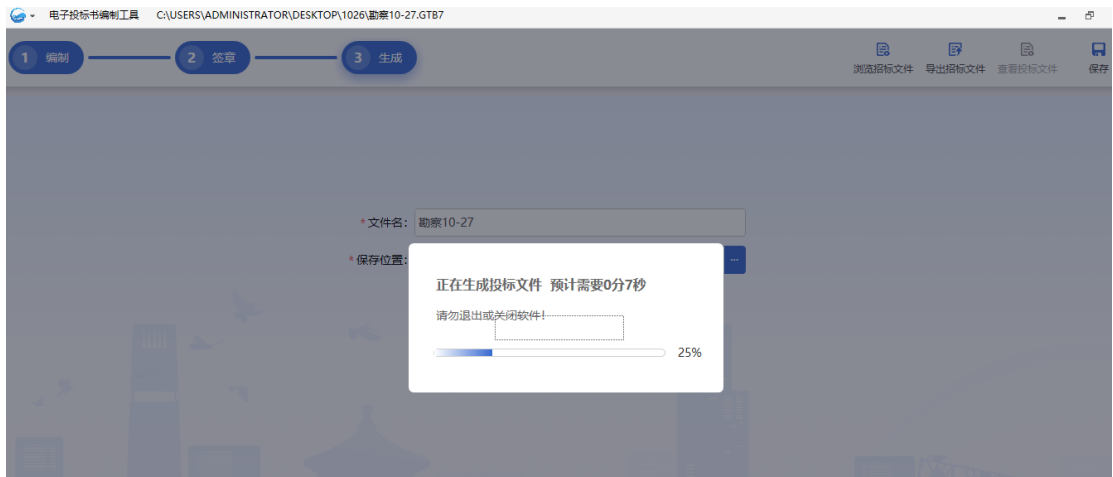 电子投标书编制工具 C:\USERS\ADMINISTRATOR\DESKTOP\1026\勘察10-27.GTB7
1 编制 2 签章 3 生成
浏览招标文件 导出招标文件 查看投标文件 保存
*文件名: 勘察10-27
*保存位置: ...
正在生成投标文件 预计需要0分7秒
请勿退出或关闭软件!
25%